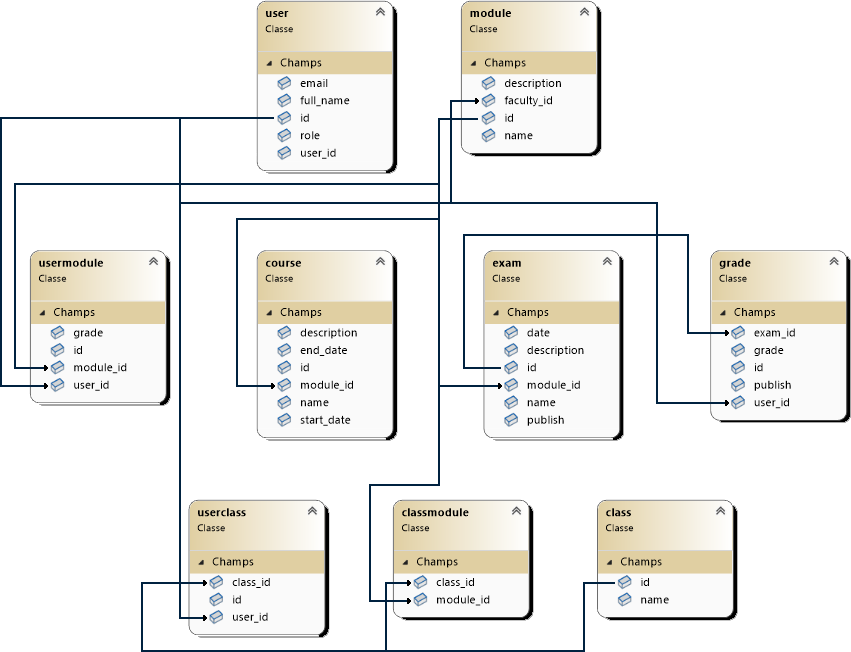 user
Classe
Champs
email
full_name
id
role
user_id
module
Classe
Champs
description
faculty_id
id
name
usermodule
Classe
Champs
grade
id
module_id
user_id
course
Classe
Champs
description
end_date
id
module_id
name
start_date
exam
Classe
Champs
date
description
id
module_id
name
publish
grade
Classe
Champs
exam_id
grade
id
publish
user_id
userclass
Classe
Champs
class_id
id
user_id
classmodule
Classe
Champs
class_id
module_id
class
Classe
Champs
id
name